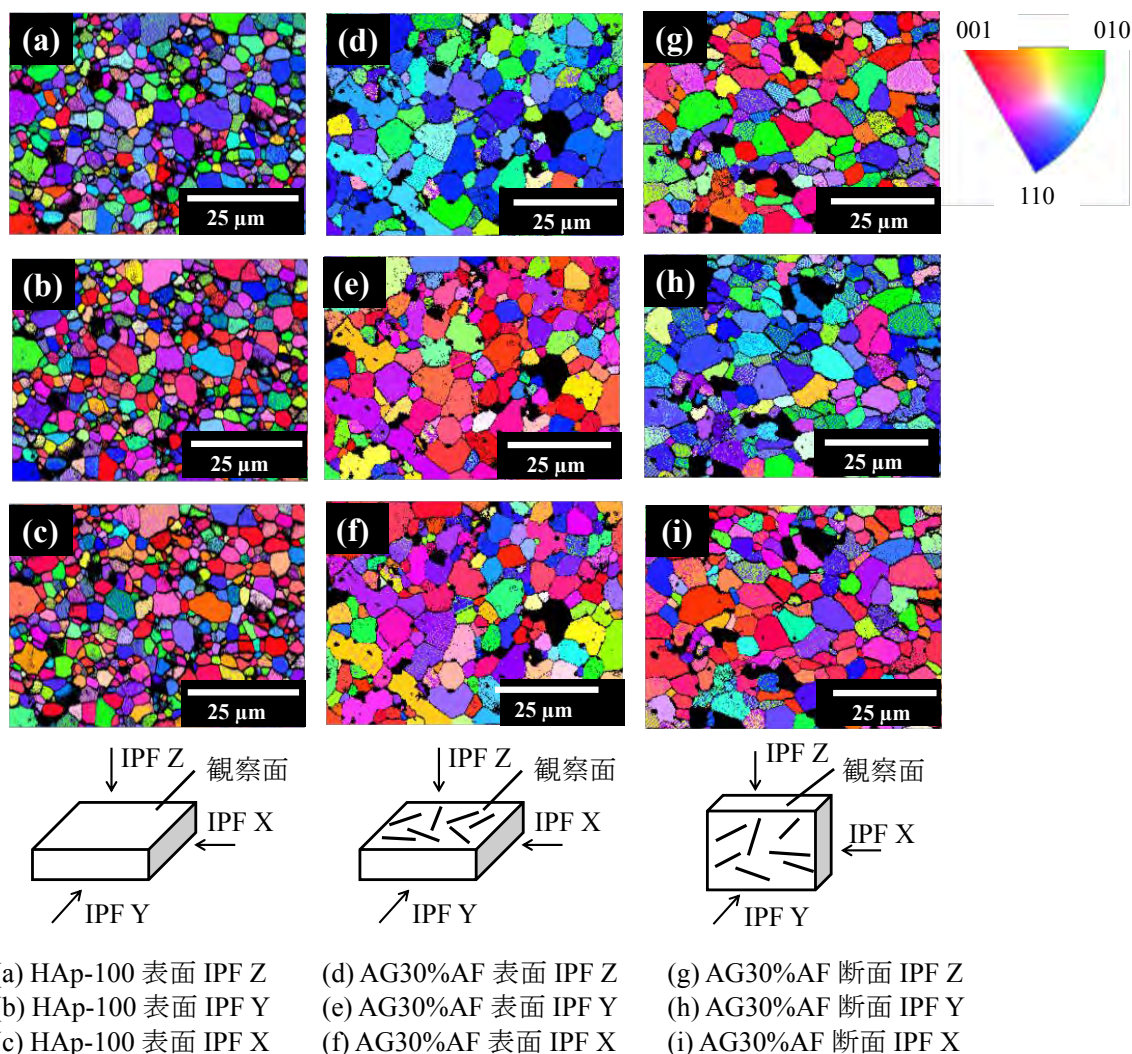 (a)
(d)
(g)
001
010
110
25 µm
25 µm
25 µm
(b)
(e)
(h)
25 µm
25 µm
25 µm
(c)
(f)
(i)
25 µm
25 µm
25 µm
IPF Z
観察面
IPF X
IPF Y
IPF Z
観察面
IPF X
IPF Y
IPF Z
観察面
IPF X
IPF Y
(a) HAp-100 表面 IPF Z
(d) AG30%AF 表面 IPF Z
(g) AG30%AF 断面 IPF Z
(b) HAp-100 表面 IPF Y
(e) AG30%AF 表面 IPF Y
(h) AG30%AF 断面 IPF Y
(c) HAp-100 表面 IPF X
(f) AG30%AF 表面 IPF X
(i) AG30%AF 断面 IPF X